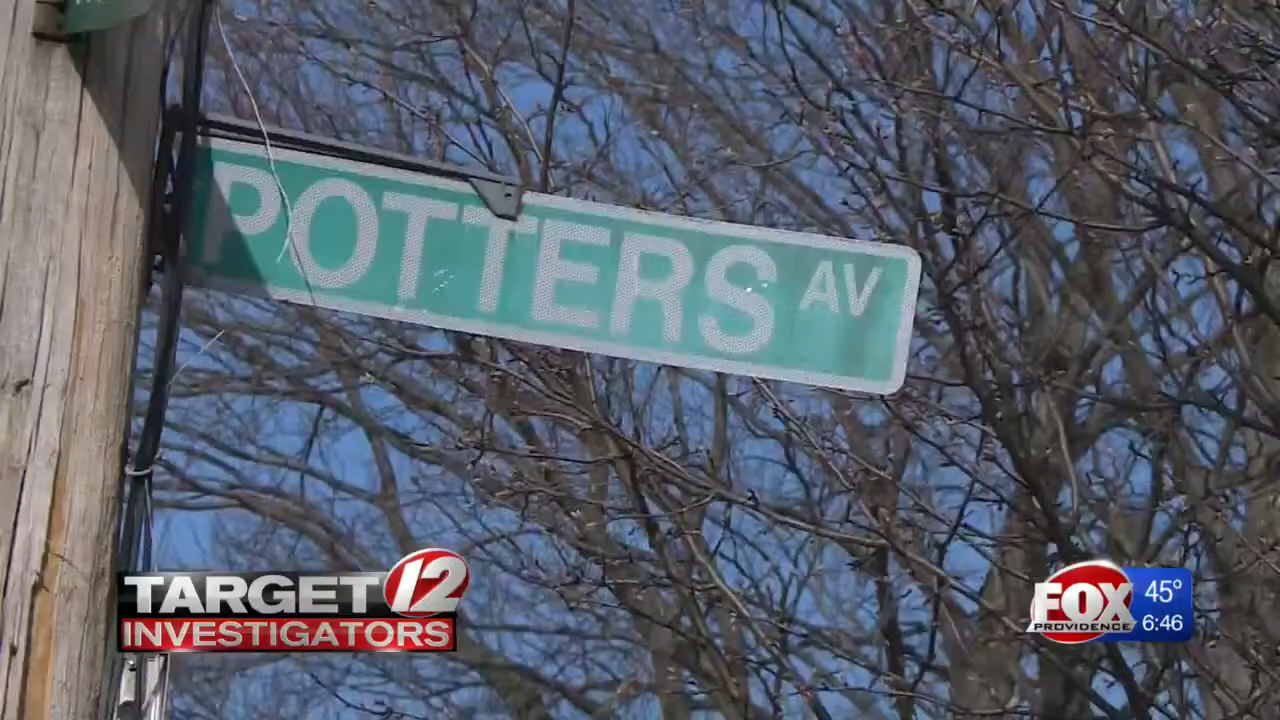 POTTERS AV
TARGET 12
INVESTIGATORS
FOX
PROVIDENCE
45°
6:46